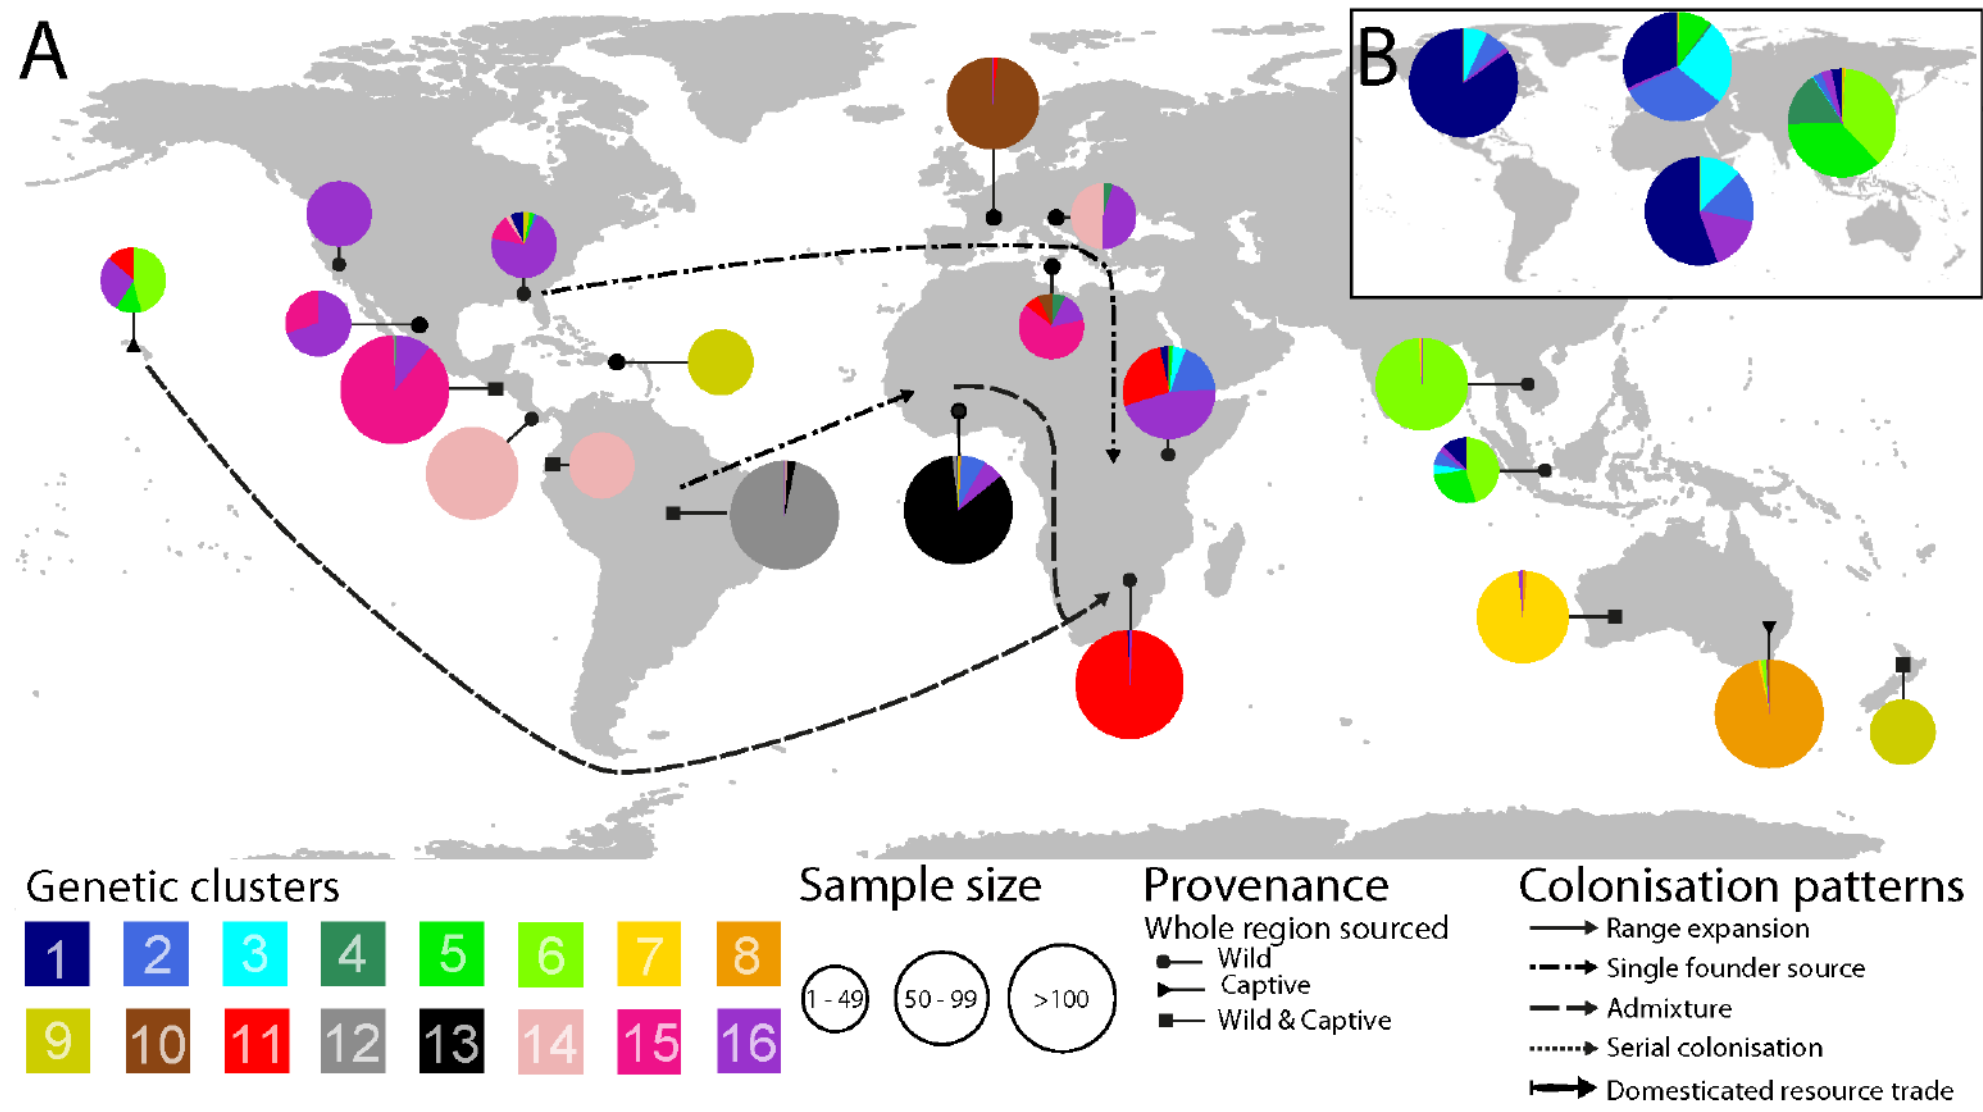 A
B
Genetic clusters
1 2 3 4 5 6 7 8
9 10 11 12 13 14 15 16
Sample size
1 - 49 50 - 99 >100
Provenance
Whole region sourced
Wild
Captive
Wild & Captive
Colonisation patterns
Range expansion
Single founder source
Admixture
Serial colonisation
Domesticated resource trade